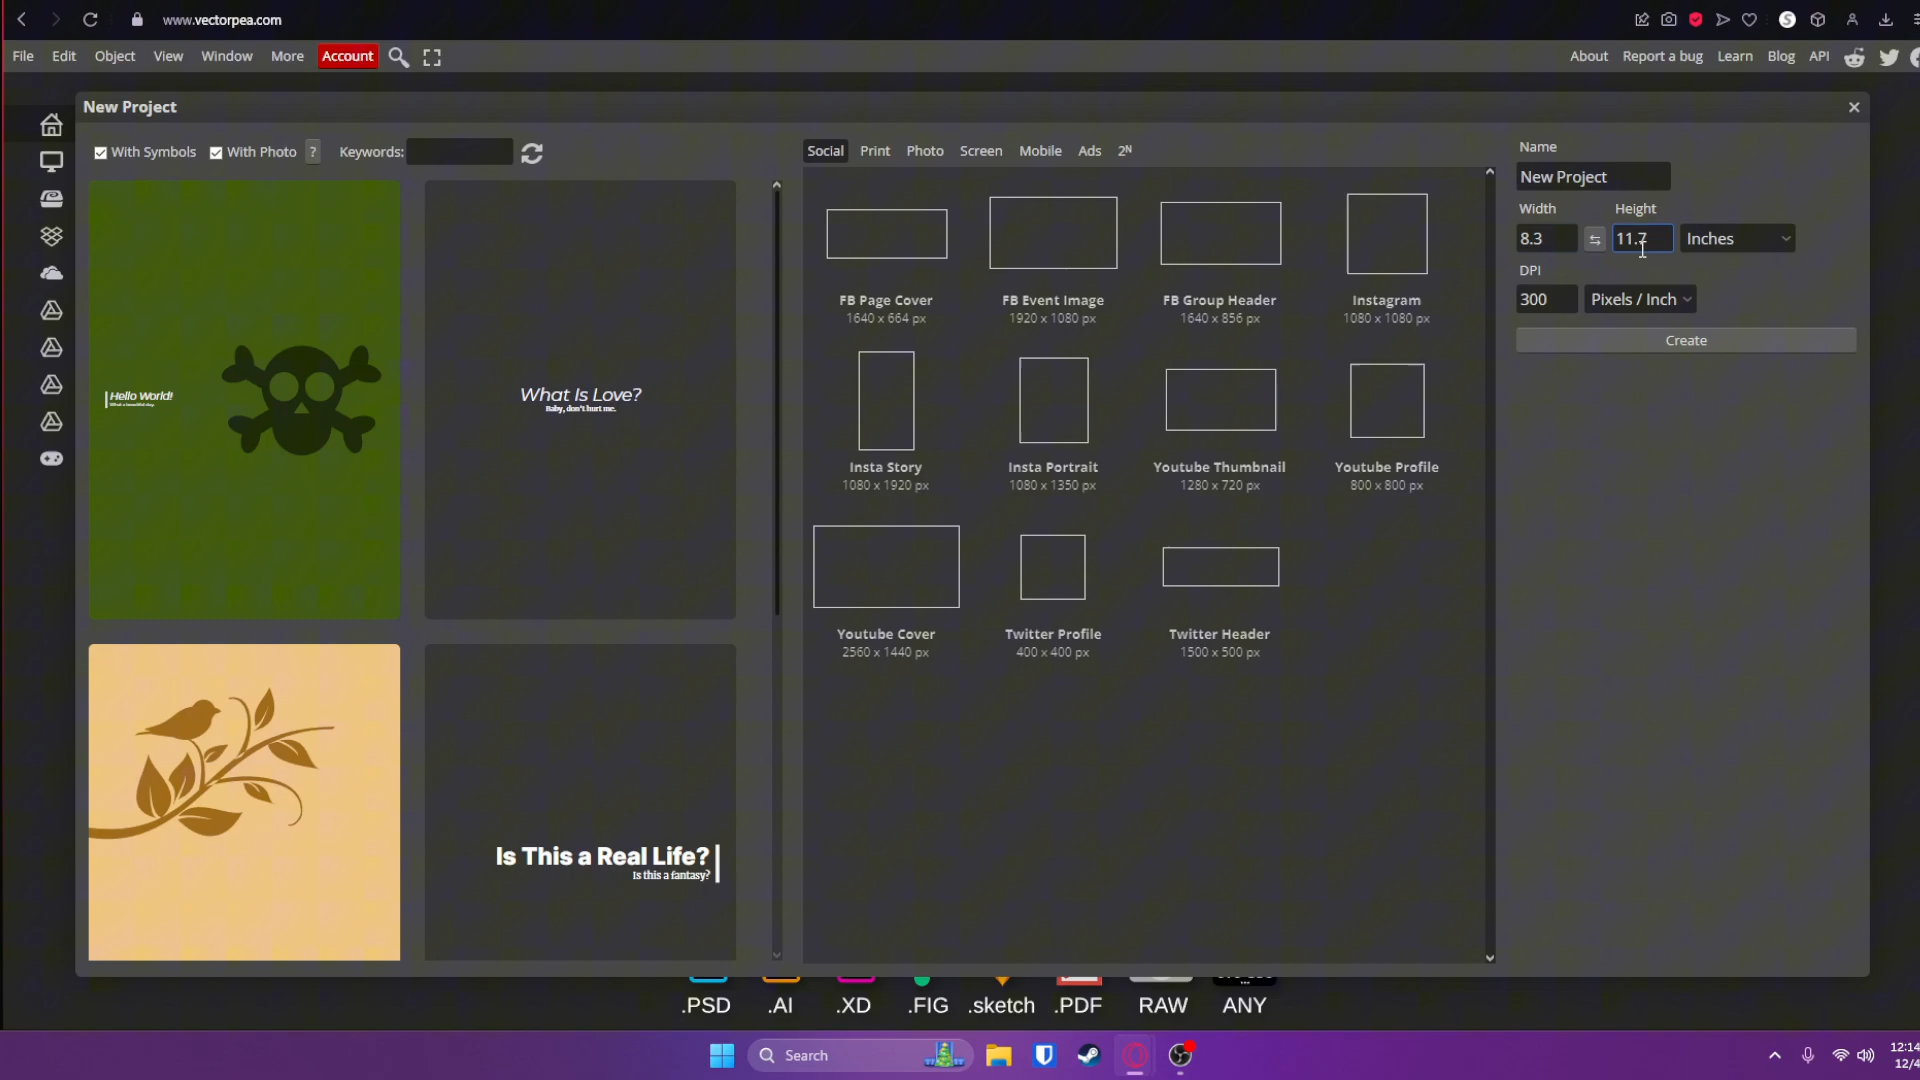 www.vectorpea.com
File Edit Object View Window More Account
About Report a bug Learn Blog API
New Project
With Symbols With Photo ? Keywords:
Social Print Photo Screen Mobile Ads 2ᴺ
Hello World!
What Is Love?
Baby, don't hurt me.
Is This a Real Life?
Is this a fantasy?
FB Page Cover
1640 x 664 px
FB Event Image
1920 x 1080 px
FB Group Header
1640 x 856 px
Instagram
1080 x 1080 px
Insta Story
1080 x 1920 px
Insta Portrait
1080 x 1350 px
Youtube Thumbnail
1280 x 720 px
Youtube Profile
800 x 800 px
Youtube Cover
2560 x 1440 px
Twitter Profile
400 x 400 px
Twitter Header
1500 x 500 px
Name
New Project
Width Height
8.3 11.7 Inches
DPI
300 Pixels / Inch
Create
.PSD .AI .XD .FIG .sketch .PDF RAW ANY
Search
12:14
12/4